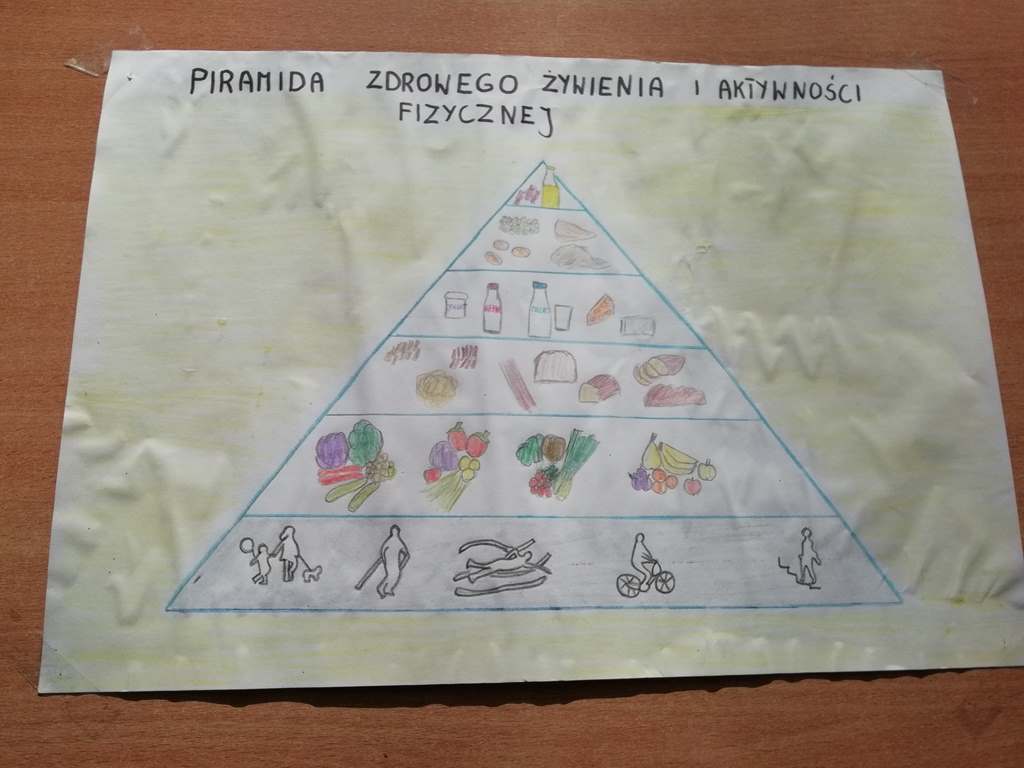 PIRAMIDA ZDROWEGO ŻYWIENIA I AKTYWNOŚCI
FIZYCZNEJ